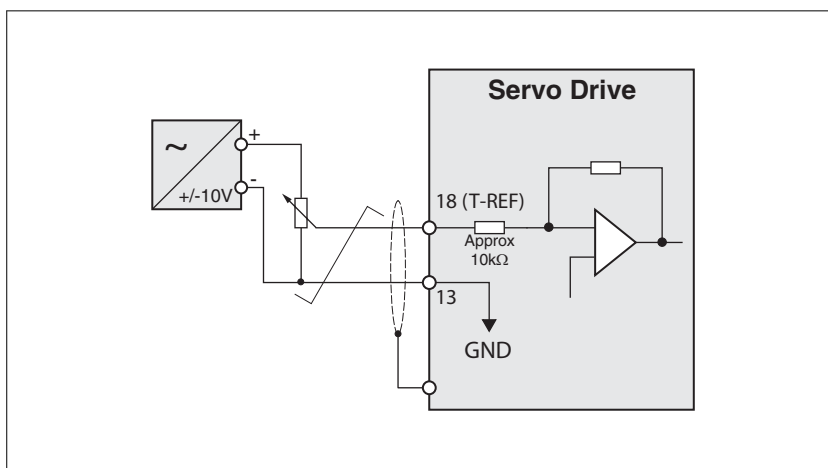 Servo Drive
~
+
-
+/-10V
18 (T-REF)
Approx
10kΩ
13
GND